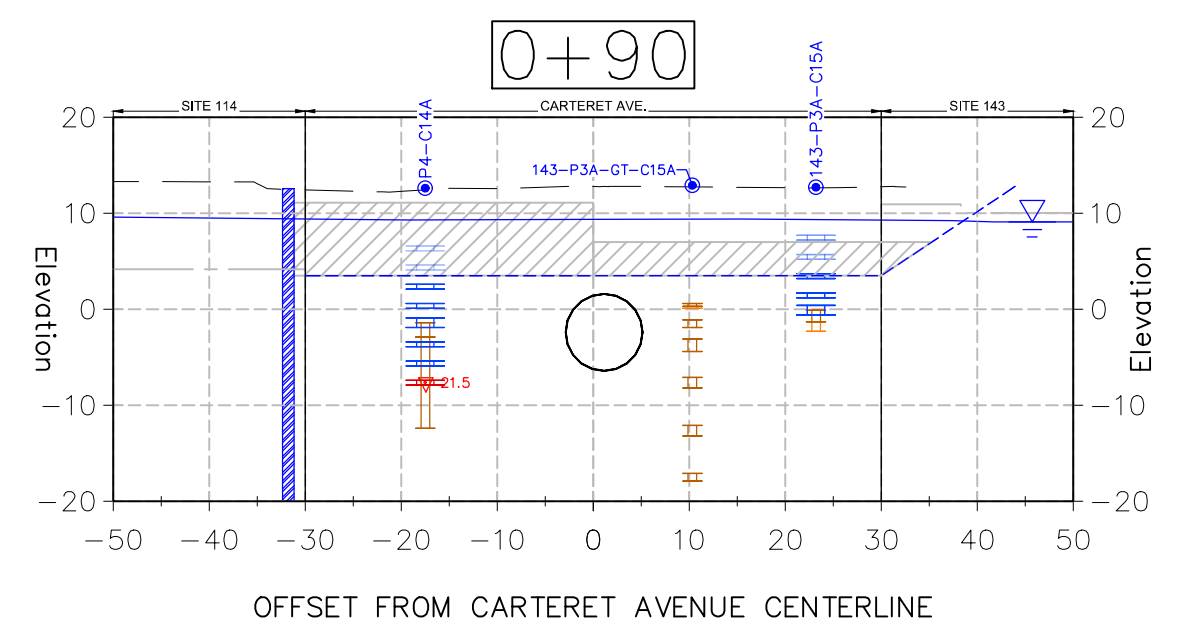 0+90
SITE 114
CARTERET AVE.
SITE 143
P4-C14A
143-P3A-GT-C15A
143-P3A-C15A
20
10
0
-10
-20
20
10
0
-10
-20
Elevation
Elevation
21.5
-50 -40 -30 -20 -10 0 10 20 30 40 50
OFFSET FROM CARTERET AVENUE CENTERLINE